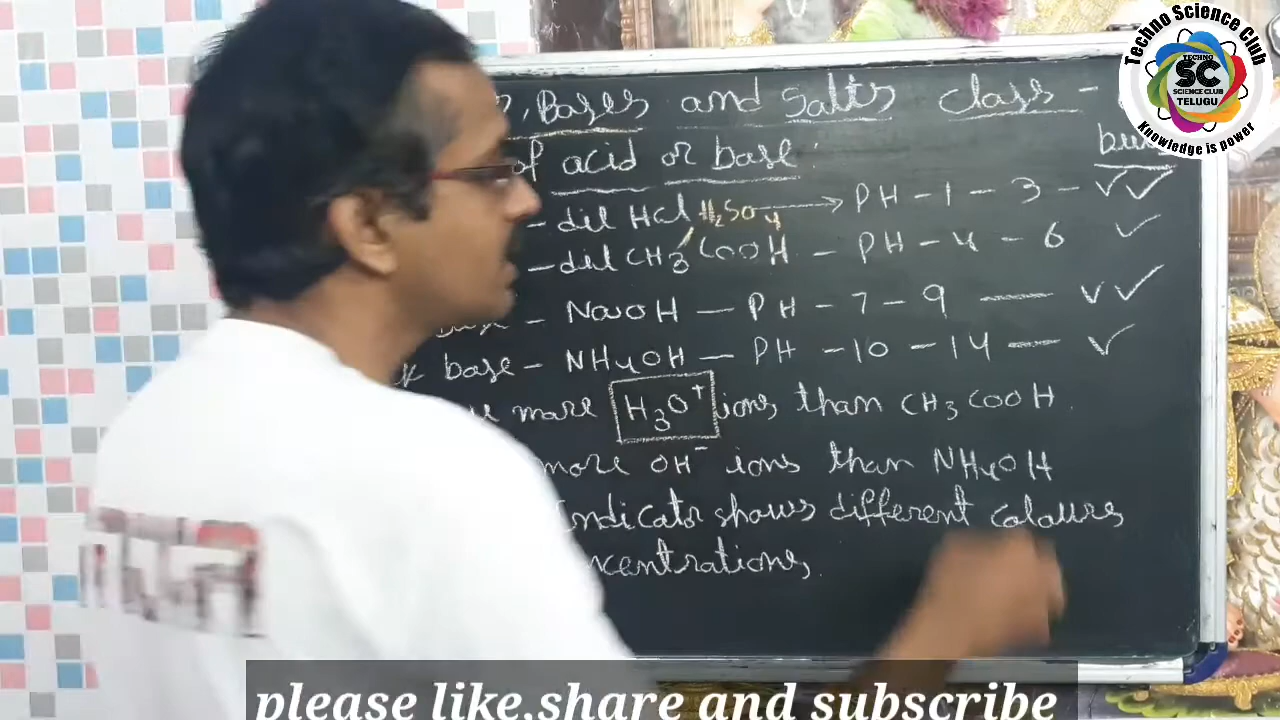 , Bases and Salts class -
of acid or base :
- dil HCl H₂SO₄ → PH - 1 - 3 - ✓✓
- dil CH₃COOH - PH - 4 - 6 ✓
- NaOH - PH - 7 - 9 — ✓✓
base - NH₄OH - PH - 10 - 14 — ✓
more H₃O⁺ ions than CH₃COOH
more OH⁻ ions than NH₄OH
Indicator shows different colours
Techno Science Club
TECHNO
SC
SCIENCE CLUB
TELUGU
Knowledge is power
please like,share and subscribe